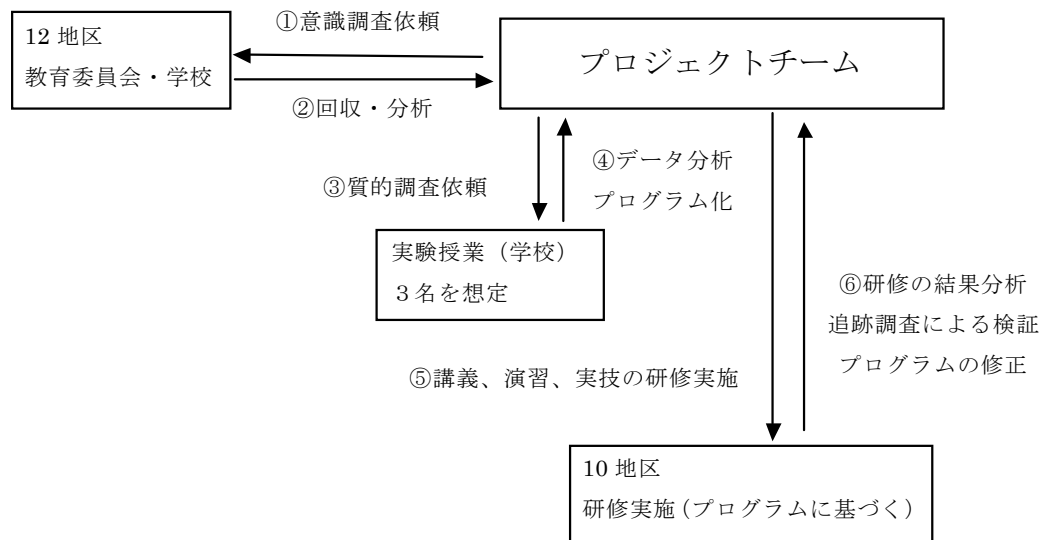 ①意識調査依頼
12 地区
教育委員会・学校
プロジェクトチーム
②回収・分析
④データ分析
プログラム化
③質的調査依頼
実験授業（学校）
３名を想定
⑥研修の結果分析
追跡調査による検証
プログラムの修正
⑤講義、演習、実技の研修実施
10 地区
研修実施（プログラムに基づく）